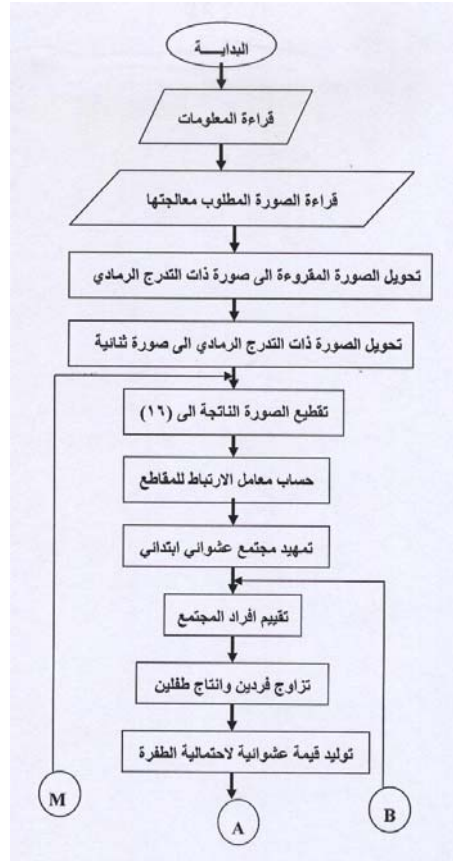 البدايـــة
قراءة المعلومات
قراءة الصورة المطلوب معالجتها
تحويل الصورة المقروءة الى صورة ذات التدرج الرمادي
تحويل الصورة ذات التدرج الرمادي الى صورة ثنائية
تقطيع الصورة الناتجة الى (١٦)
حساب معامل الارتباط للمقاطع
تمهيد مجتمع عشوائي ابتدائي
تقييم افراد المجتمع
تزاوج فردين وانتاج طفلين
توليد قيمة عشوائية لاحتمالية الطفرة
M
A
B